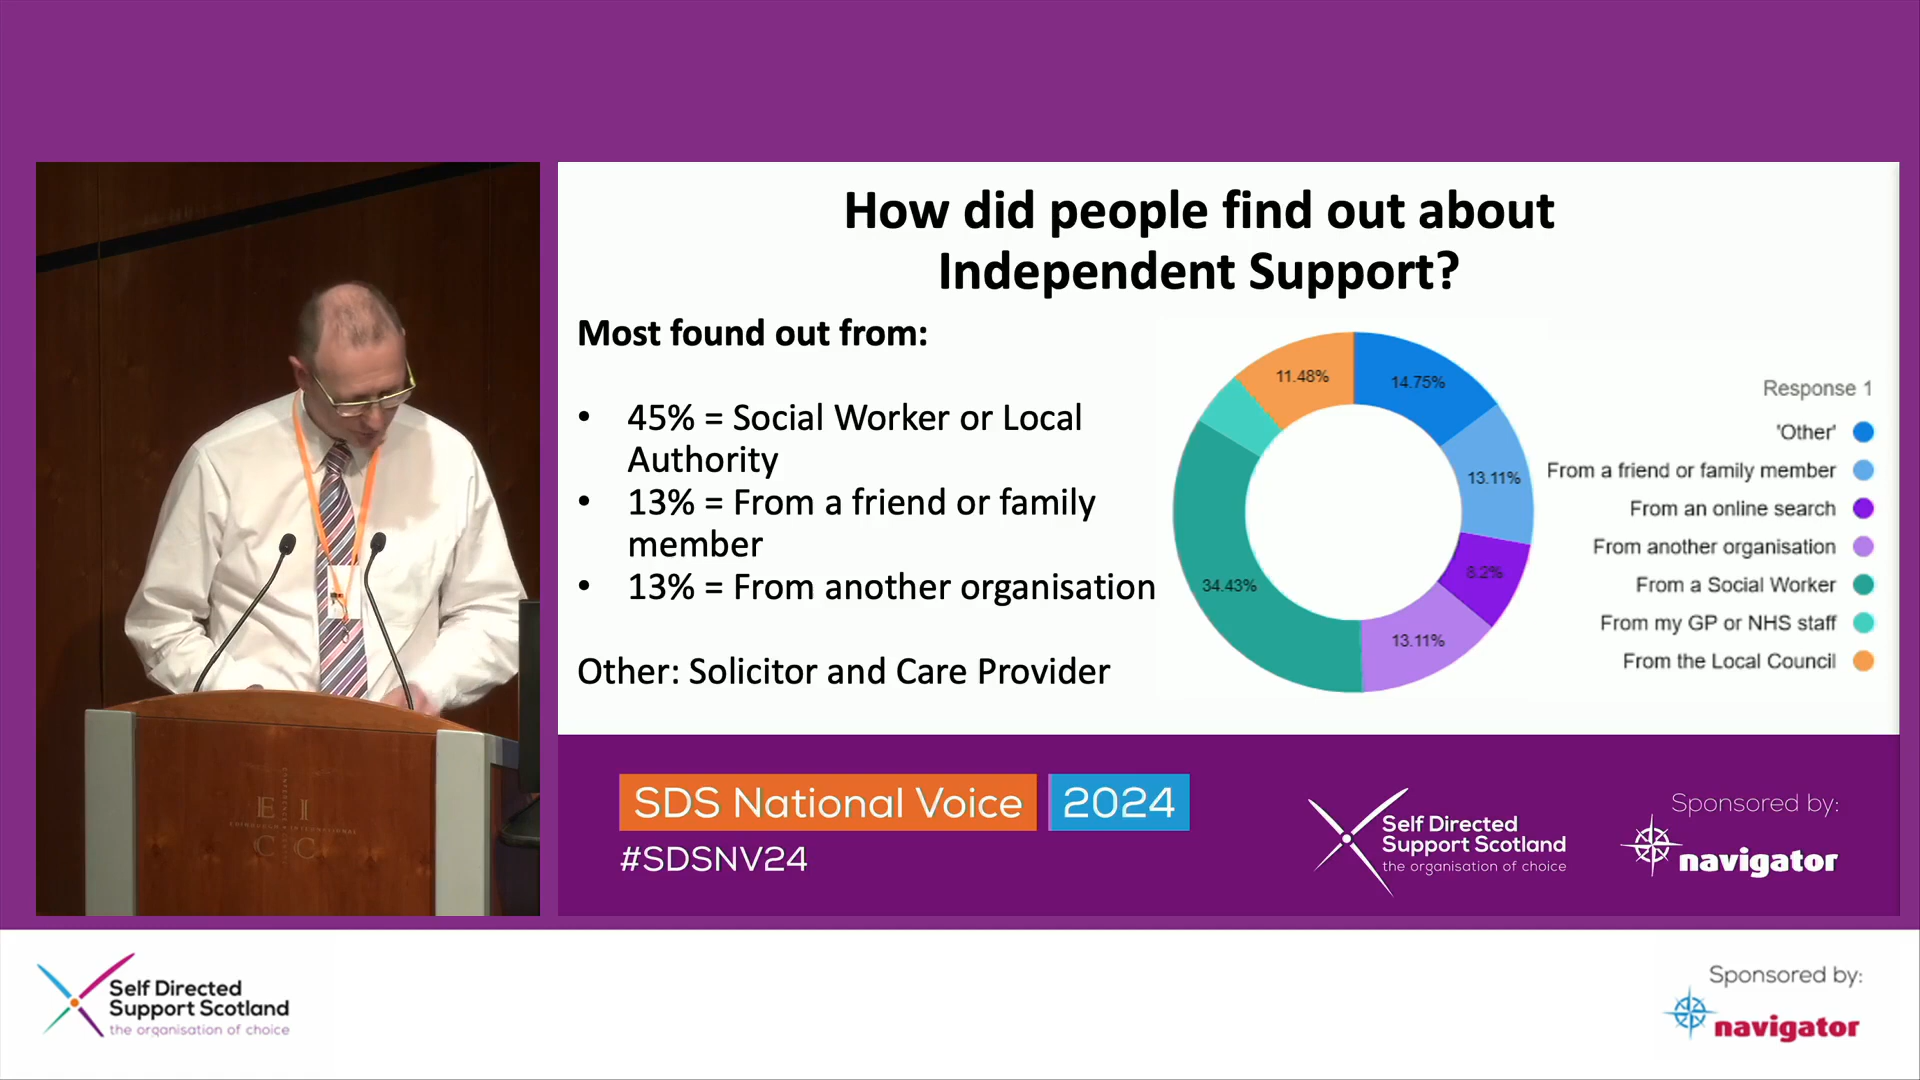 How did people find out about
Independent Support?
Most found out from:
• 45% = Social Worker or Local
Authority
• 13% = From a friend or family
member
• 13% = From another organisation
Other: Solicitor and Care Provider
11.48%
14.75%
13.11%
8.2%
13.11%
34.43%
Response 1
'Other'
From a friend or family member
From an online search
From another organisation
From a Social Worker
From my GP or NHS staff
From the Local Council
E I
EDINBURGH INTERNATIONAL
C C
SDS National Voice 2024
#SDSNV24
Self Directed
Support Scotland
the organisation of choice
Sponsored by:
navigator
Self Directed
Support Scotland
the organisation of choice
Sponsored by:
navigator